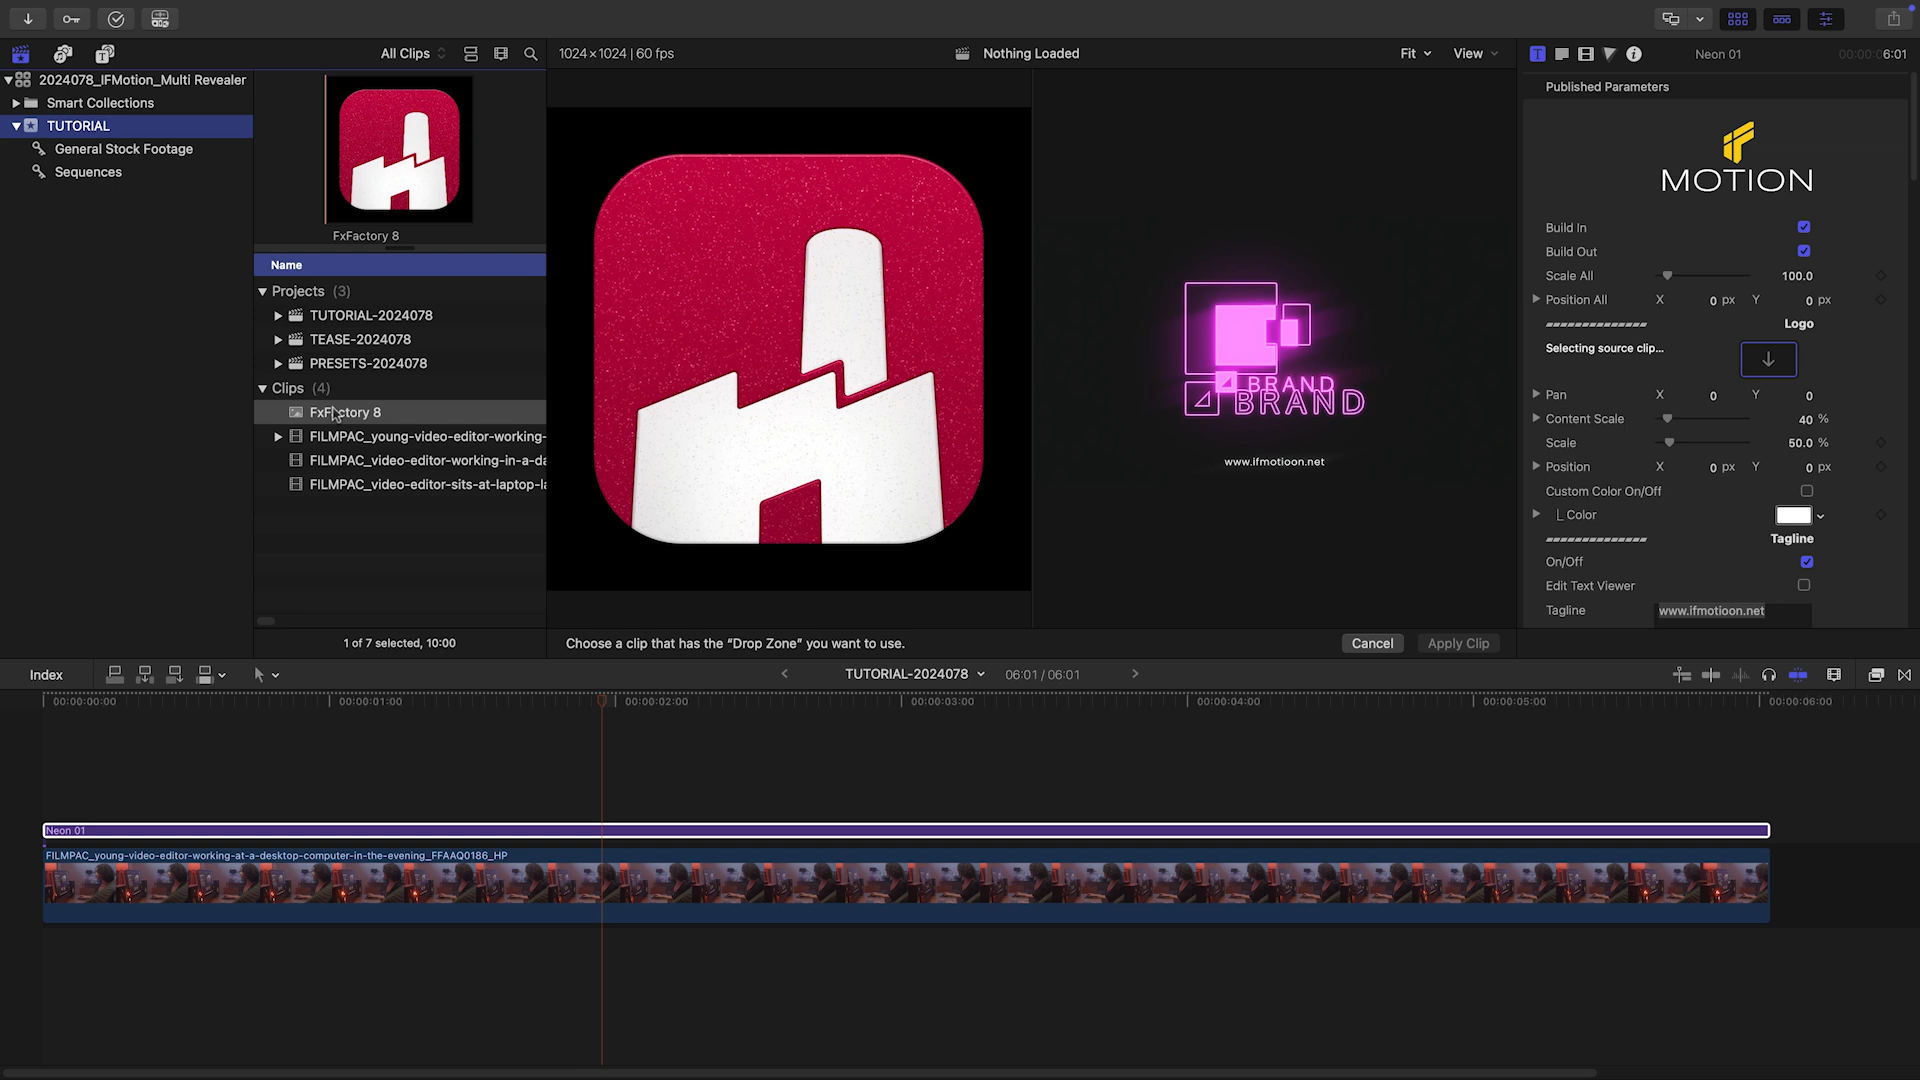 All Clips
1024×1024 | 60 fps
Nothing Loaded
Fit
View
Neon 01
00:00:06:01
2024078_IFMotion_Multi Revealer
Smart Collections
TUTORIAL
General Stock Footage
Sequences
FxFactory 8
Name
Projects (3)
TUTORIAL-2024078
TEASE-2024078
PRESETS-2024078
Clips (4)
FxFactory 8
FILMPAC_young-video-editor-working-
FILMPAC_video-editor-working-in-a-da
FILMPAC_video-editor-sits-at-laptop-la
1 of 7 selected, 10:00
BRAND
BRAND
www.ifmotioon.net
Choose a clip that has the “Drop Zone” you want to use.
Cancel
Apply Clip
Published Parameters
MOTION
Build In
Build Out
Scale All 100.0
Position All X 0 px Y 0 px
Logo
Selecting source clip...
Pan X 0 Y 0
Content Scale 40 %
Scale 50.0 %
Position X 0 px Y 0 px
Custom Color On/Off
Color
Tagline
On/Off
Edit Text Viewer
Tagline www.ifmotioon.net
Index
TUTORIAL-2024078
06:01 / 06:01
00:00:00:00
00:00:01:00
00:00:02:00
00:00:03:00
00:00:04:00
00:00:05:00
00:00:06:00
Neon 01
FILMPAC_young-video-editor-working-at-a-desktop-computer-in-the-evening_FFAAQ0186_HP